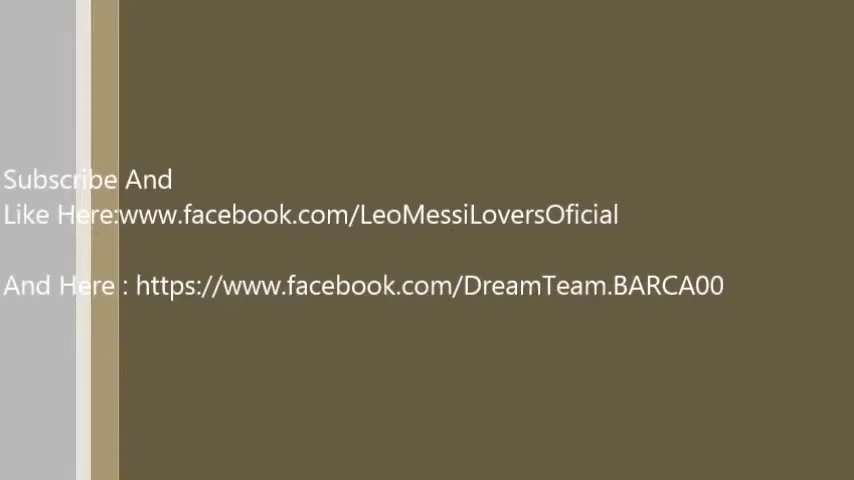 Subscribe And
Like Here:www.facebook.com/LeoMessiLoversOficial
And Here : https://www.facebook.com/DreamTeam.BARCA00